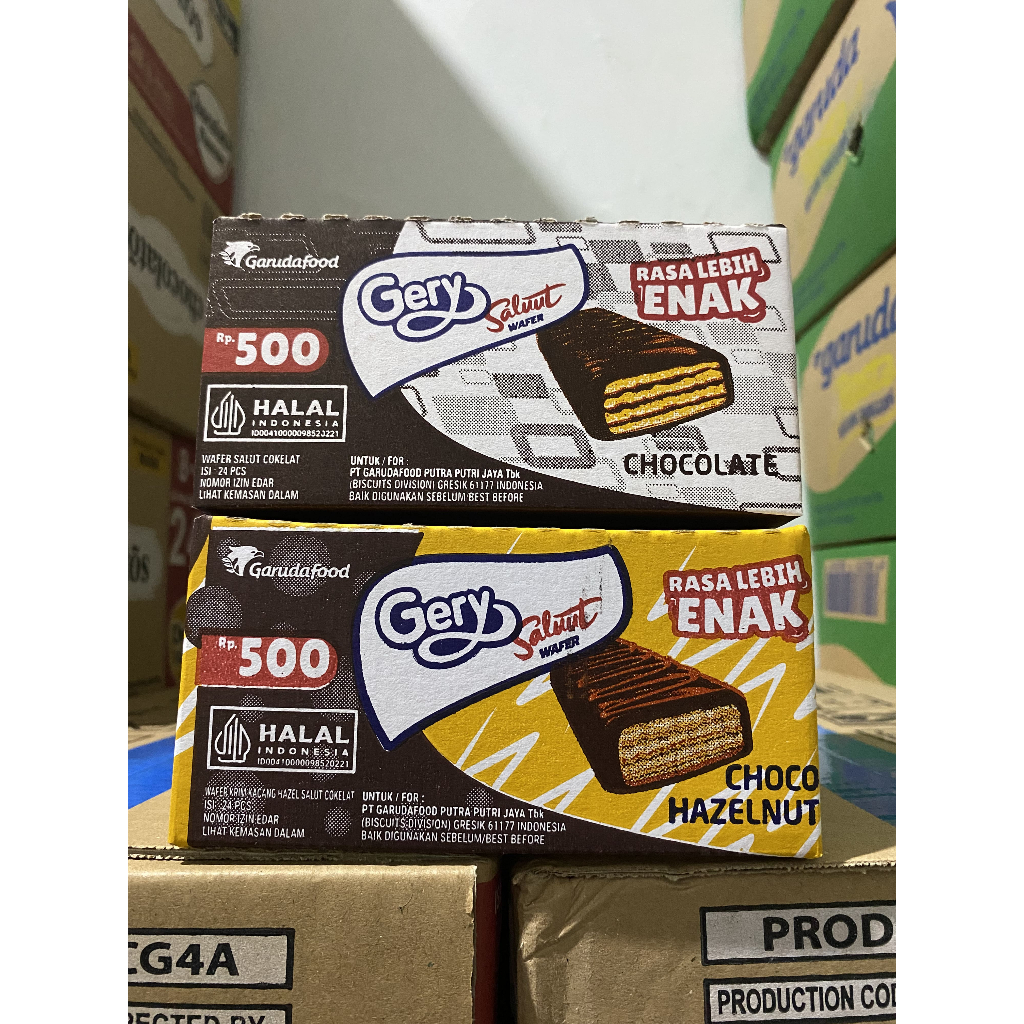 Garudafood
Gery
Saluut
WAFER
RASA LEBIH
ENAK
Rp. 500
HALAL
INDONESIA
WAFER SALUT COKELAT
ISI : 24 PCS
NOMOR IZIN EDAR
LIHAT KEMASAN DALAM
UNTUK / FOR :
PT GARUDAFOOD PUTRA PUTRI JAYA Tbk
(BISCUITS DIVISION) GRESIK 61177 INDONESIA
BAIK DIGUNAKAN SEBELUM/BEST BEFORE
CHOCOLATE
Garudafood
Gery
Saluut
WAFER
RASA LEBIH
ENAK
Rp. 500
HALAL
INDONESIA
ID00410000098520221
WAFER KRIM KACANG HAZEL SALUT COKELAT
ISI : 24 PCS
NOMOR IZIN EDAR
LIHAT KEMASAN DALAM
UNTUK / FOR :
PT GARUDAFOOD PUTRA PUTRI JAYA Tbk
(BISCUITS DIVISION) GRESIK 61177 INDONESIA
BAIK DIGUNAKAN SEBELUM/BEST BEFORE
CHOCO
HAZELNUT
garuda
garuda
CG4A
PROD
PRODUCTION COD